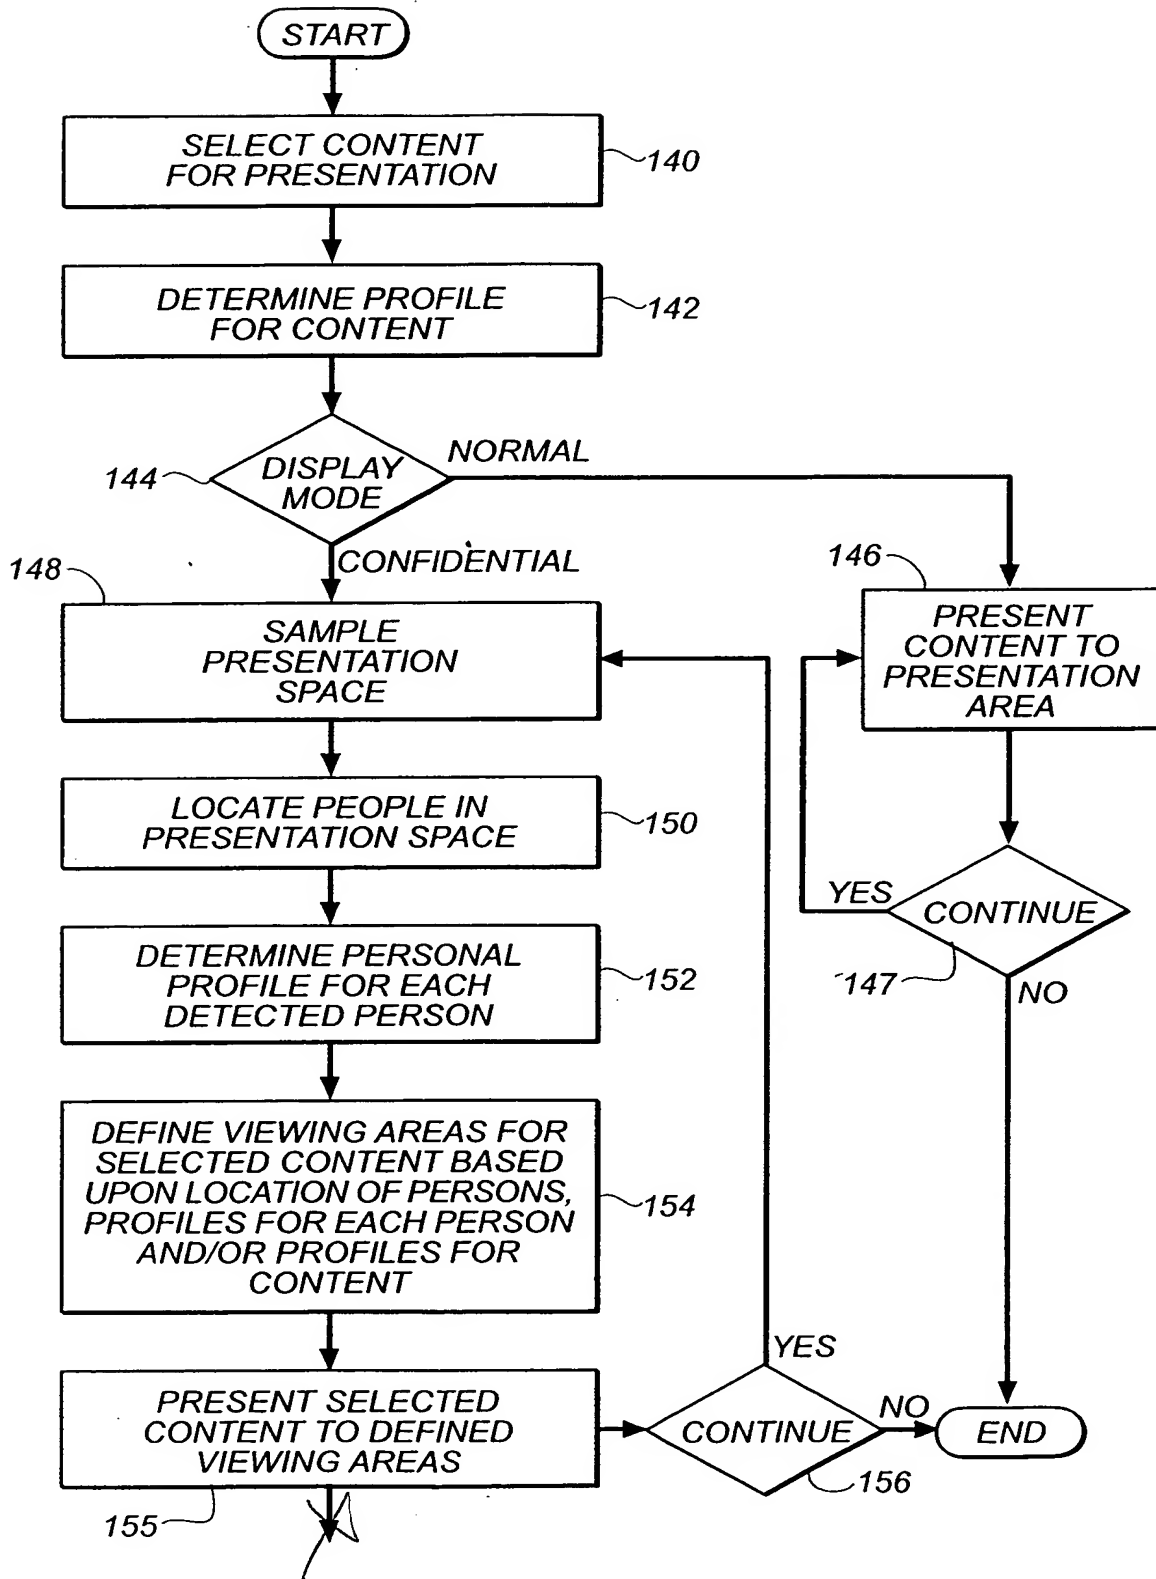 START
SELECT CONTENT
FOR PRESENTATION
140
DETERMINE PROFILE
FOR CONTENT
142
DISPLAY
MODE
144
NORMAL
CONFIDENTIAL
148
SAMPLE
PRESENTATION
SPACE
146
PRESENT
CONTENT TO
PRESENTATION
AREA
LOCATE PEOPLE IN
PRESENTATION SPACE
150
YES
CONTINUE
147
NO
DETERMINE PERSONAL
PROFILE FOR EACH
DETECTED PERSON
152
DEFINE VIEWING AREAS FOR
SELECTED CONTENT BASED
UPON LOCATION OF PERSONS,
PROFILES FOR EACH PERSON
AND/OR PROFILES FOR
CONTENT
154
PRESENT SELECTED
CONTENT TO DEFINED
VIEWING AREAS
155
YES
CONTINUE
156
NO
END